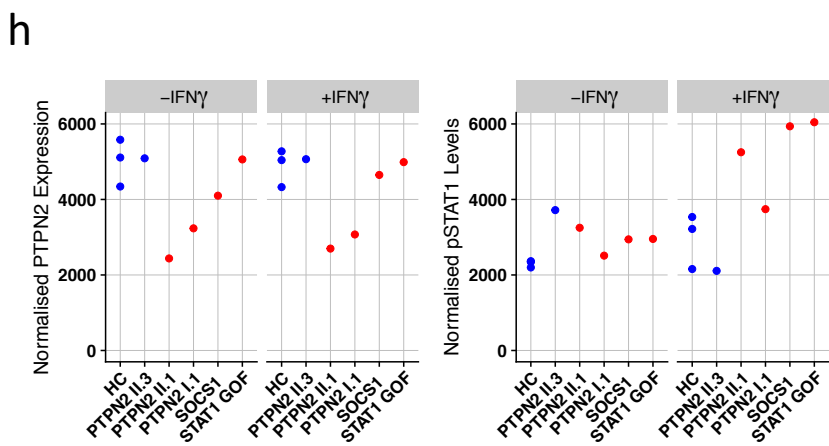 h
−IFNγ
+IFNγ
Normalised PTPN2 Expression
6000
4000
2000
0
HC
PTPN2 II.3
PTPN2 II.1
PTPN2 I.1
SOCS1
STAT1 GOF
HC
PTPN2 II.3
PTPN2 II.1
PTPN2 I.1
SOCS1
STAT1 GOF
−IFNγ
+IFNγ
Normalised pSTAT1 Levels
6000
4000
2000
0
HC
PTPN2 II.3
PTPN2 II.1
PTPN2 I.1
SOCS1
STAT1 GOF
HC
PTPN2 II.3
PTPN2 II.1
PTPN2 I.1
SOCS1
STAT1 GOF